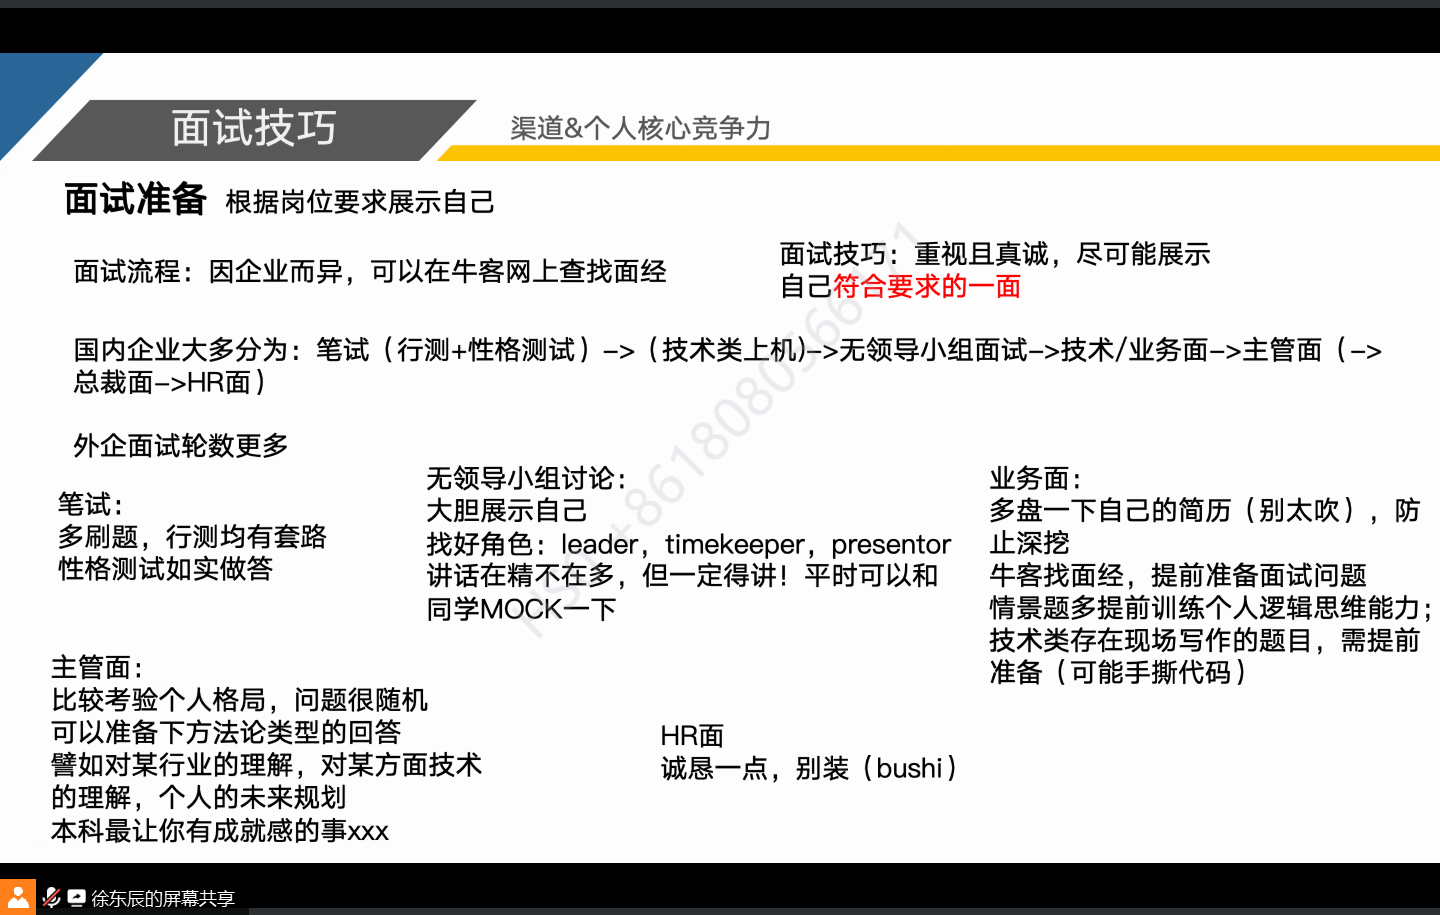 面试技巧
渠道&个人核心竞争力
面试准备 根据岗位要求展示自己
面试流程：因企业而异，可以在牛客网上查找面经
面试技巧：重视且真诚，尽可能展示
自己符合要求的一面
国内企业大多分为：笔试（行测+性格测试）->（技术类上机)->无领导小组面试->技术/业务面->主管面（->
总裁面->HR面）
外企面试轮数更多
笔试：
多刷题，行测均有套路
性格测试如实做答
无领导小组讨论：
大胆展示自己
找好角色：leader，timekeeper，presentor
讲话在精不在多，但一定得讲！平时可以和
同学MOCK一下
业务面：
多盘一下自己的简历（别太吹），防
止深挖
牛客找面经，提前准备面试问题
情景题多提前训练个人逻辑思维能力；
技术类存在现场写作的题目，需提前
准备（可能手撕代码）
主管面：
比较考验个人格局，问题很随机
可以准备下方法论类型的回答
譬如对某行业的理解，对某方面技术
的理解，个人的未来规划
本科最让你有成就感的事xxx
HR面
诚恳一点，别装（bushi）
徐东辰的屏幕共享